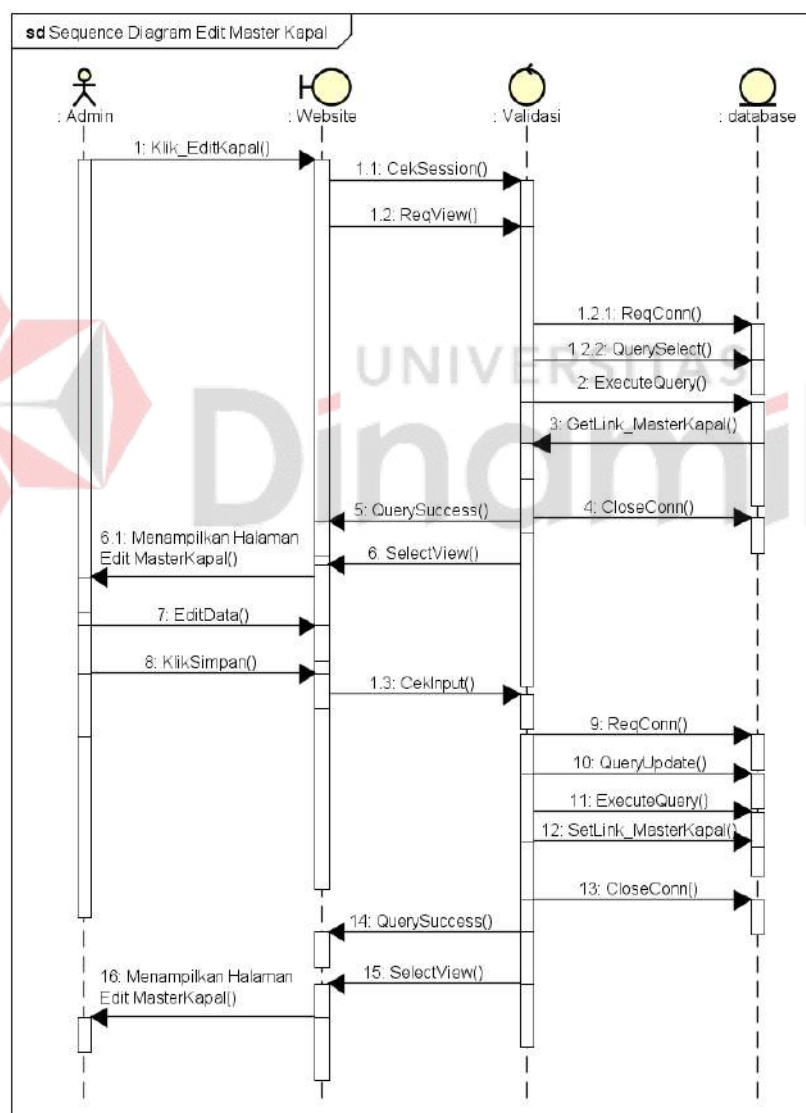 sd Sequence Diagram Edit Master Kapal
: Admin
: Website
: Validasi
: database
1: Klik_EditKapal()
1.1: CekSession()
1.2: ReqView()
1.2.1: ReqConn()
UNIVERSITAS
1.2.2: QuerySelect()
2: ExecuteQuery()
Dinami
3: GetLink_MasterKapal()
5: QuerySuccess()
4: CloseConn()
6.1: Menampilkan Halaman
Edit MasterKapal()
6: SelectView()
7: EditData()
8: KlikSimpan()
1.3: CekInput()
9: ReqConn()
10: QueryUpdate()
11: ExecuteQuery()
12: SetLink_MasterKapal()
13: CloseConn()
14: QuerySuccess()
15: SelectView()
16: Menampilkan Halaman
Edit MasterKapal()